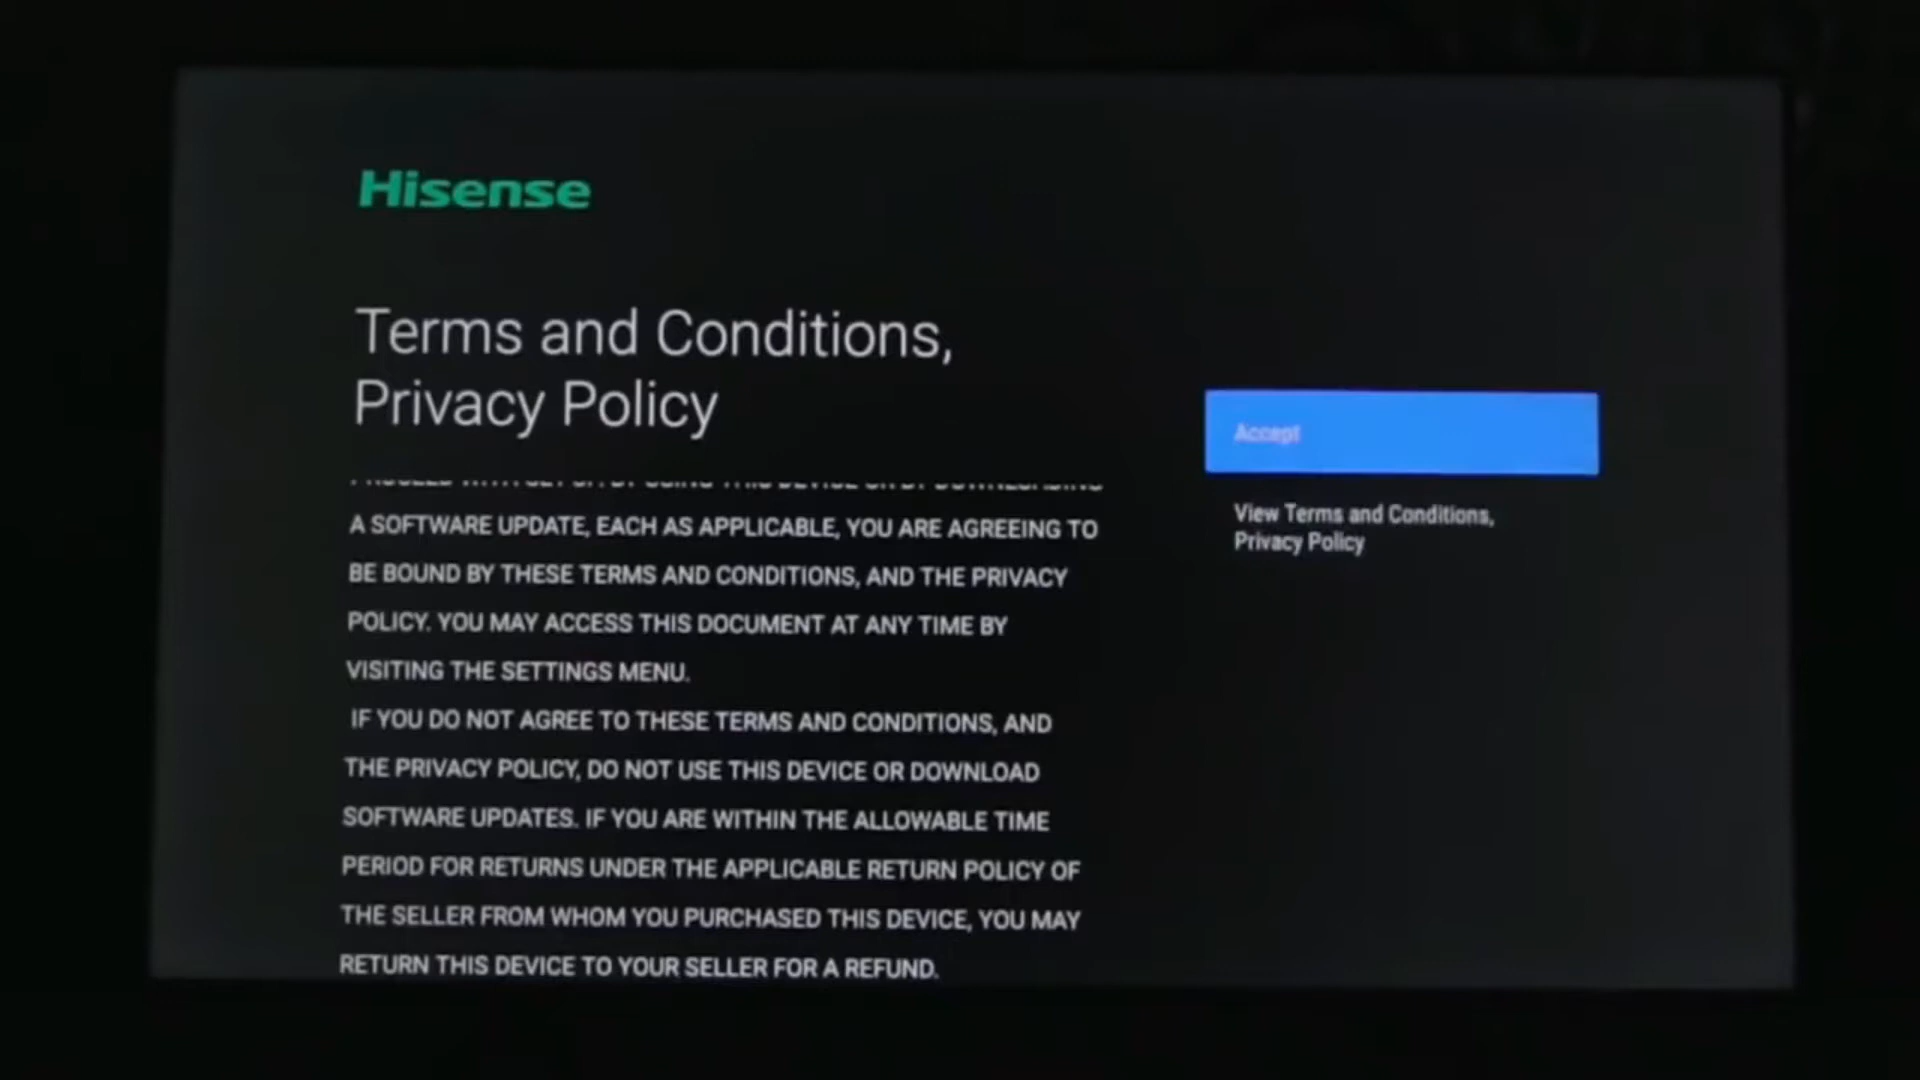 Hisense
Terms and Conditions,
Privacy Policy
A SOFTWARE UPDATE, EACH AS APPLICABLE, YOU ARE AGREEING TO
BE BOUND BY THESE TERMS AND CONDITIONS, AND THE PRIVACY
POLICY. YOU MAY ACCESS THIS DOCUMENT AT ANY TIME BY
VISITING THE SETTINGS MENU.
IF YOU DO NOT AGREE TO THESE TERMS AND CONDITIONS, AND
THE PRIVACY POLICY, DO NOT USE THIS DEVICE OR DOWNLOAD
SOFTWARE UPDATES. IF YOU ARE WITHIN THE ALLOWABLE TIME
PERIOD FOR RETURNS UNDER THE APPLICABLE RETURN POLICY OF
THE SELLER FROM WHOM YOU PURCHASED THIS DEVICE, YOU MAY
RETURN THIS DEVICE TO YOUR SELLER FOR A REFUND.
Accept
View Terms and Conditions,
Privacy Policy